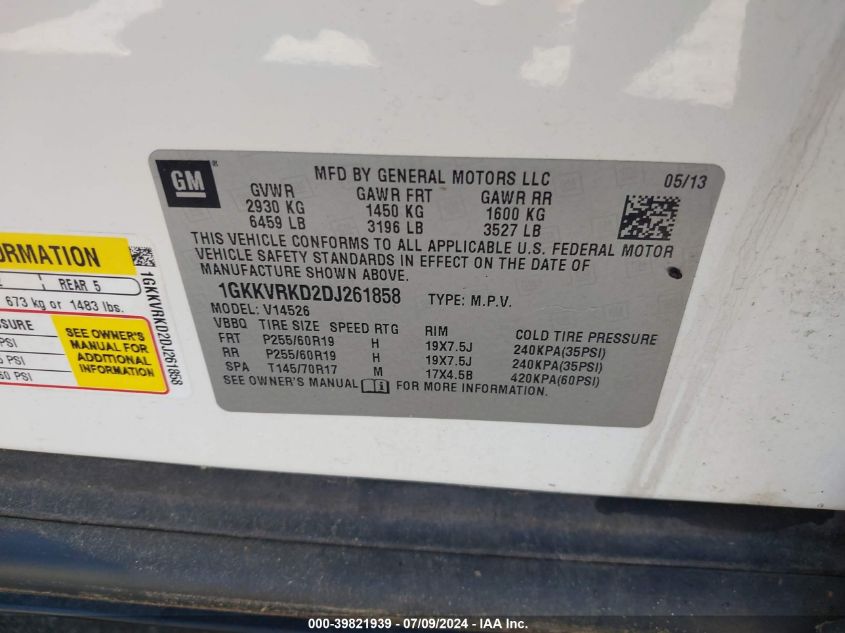 GM
MFD BY GENERAL MOTORS LLC
05/13
GVWR GAWR FRT GAWR RR
2930 KG 1450 KG 1600 KG
6459 LB 3196 LB 3527 LB
THIS VEHICLE CONFORMS TO ALL APPLICABLE U.S. FEDERAL MOTOR
VEHICLE SAFETY STANDARDS IN EFFECT ON THE DATE OF
MANUFACTURE SHOWN ABOVE.
1GKKVRKD2DJ261858 TYPE: M.P.V.
MODEL: V14526
VBBQ TIRE SIZE SPEED RTG RIM COLD TIRE PRESSURE
FRT P255/60R19 H 19X7.5J 240KPA(35PSI)
RR P255/60R19 H 19X7.5J 240KPA(35PSI)
SPA T145/70R17 M 17X4.5B 420KPA(60PSI)
SEE OWNER'S MANUAL FOR MORE INFORMATION.
ORMATION
REAR 5
673 kg or 1483 lbs.
SSURE
PSI
PSI
60 PSI
SEE OWNER'S
MANUAL FOR
ADDITIONAL
INFORMATION
1GKKVRKD2DJ261858
000-39821939 / 07/09/2024 - IAA Inc.